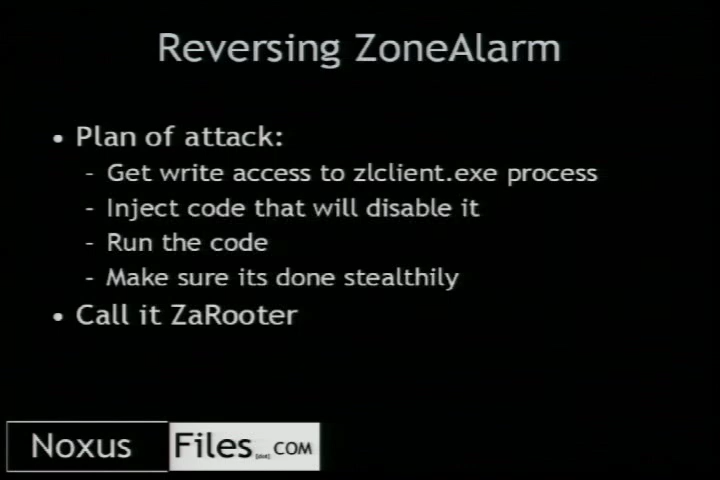 Reversing ZoneAlarm
• Plan of attack:
– Get write access to zlclient.exe process
– Inject code that will disable it
– Run the code
– Make sure its done stealthily
• Call it ZaRooter
Noxus Files[dot]COM